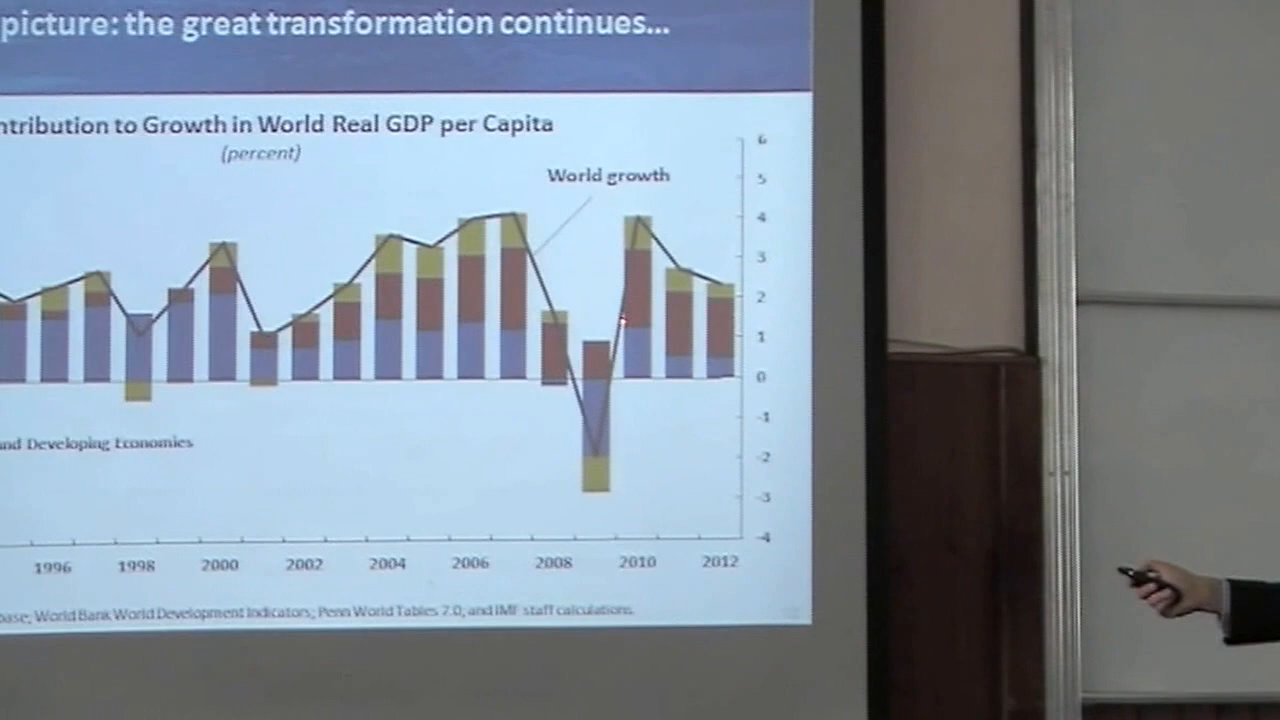 picture: the great transformation continues...
ntribution to Growth in World Real GDP per Capita
(percent)
World growth
6
5
4
3
2
1
0
-1
-2
-3
-4
and Developing Economies
1996 1998 2000 2002 2004 2006 2008 2010 2012
base; World Bank World Development Indicators; Penn World Tables 7.0; and IMF staff calculations.